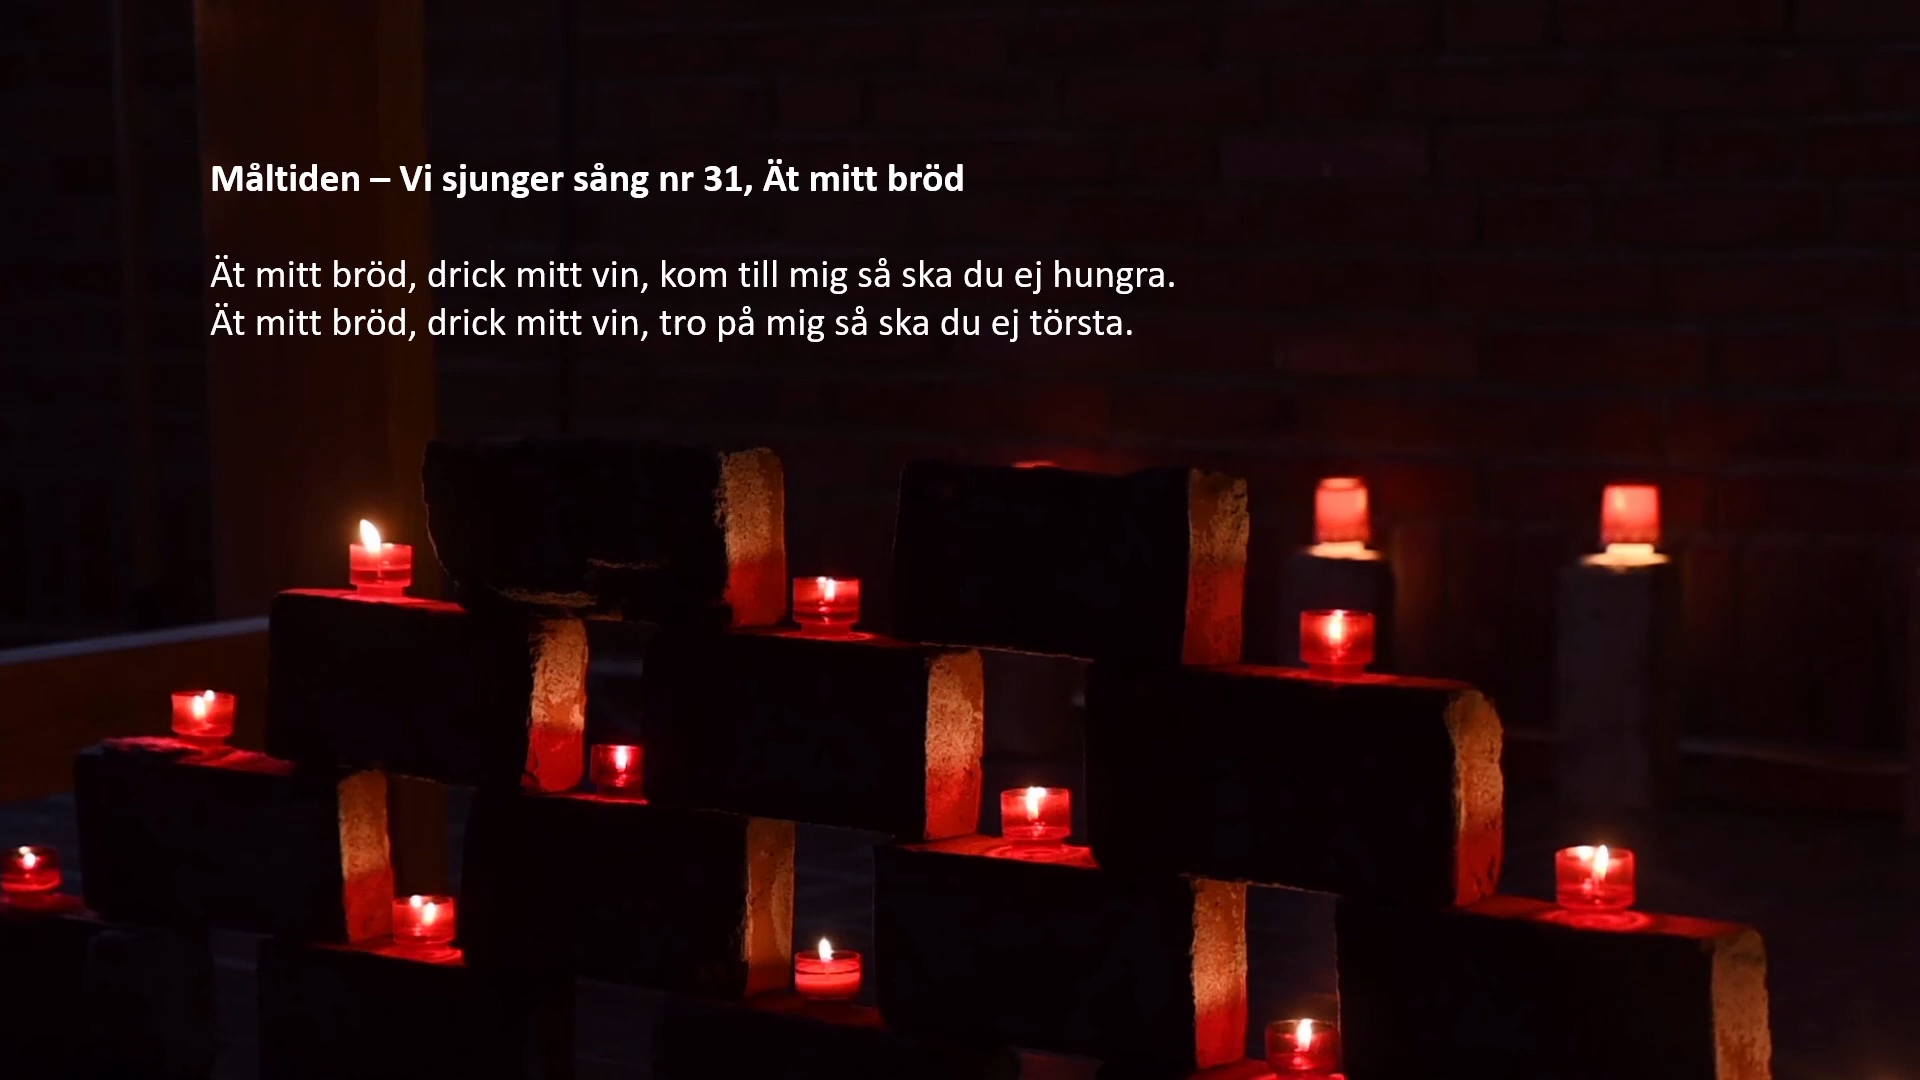 Måltiden – Vi sjunger sång nr 31, Ät mitt bröd
Ät mitt bröd, drick mitt vin, kom till mig så ska du ej hungra.
Ät mitt bröd, drick mitt vin, tro på mig så ska du ej törsta.